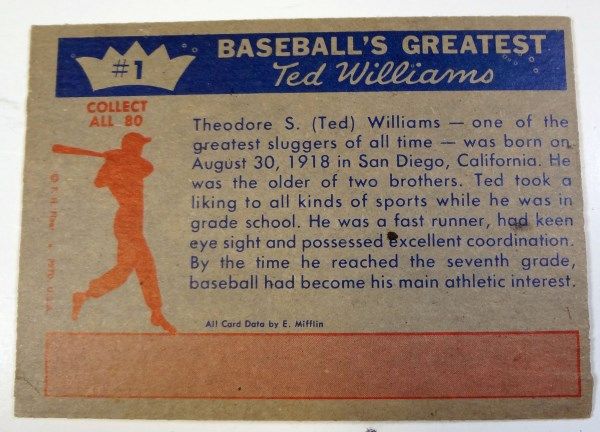 #1
BASEBALL'S GREATEST
Ted Williams
COLLECT
ALL 80
Theodore S. (Ted) Williams — one of the
greatest sluggers of all time — was born on
August 30, 1918 in San Diego, California. He
was the older of two brothers. Ted took a
liking to all kinds of sports while he was in
grade school. He was a fast runner, had keen
eye sight and possessed excellent coordination.
By the time he reached the seventh grade,
baseball had become his main athletic interest.
All Card Data by E. Mifflin
U.S.A.